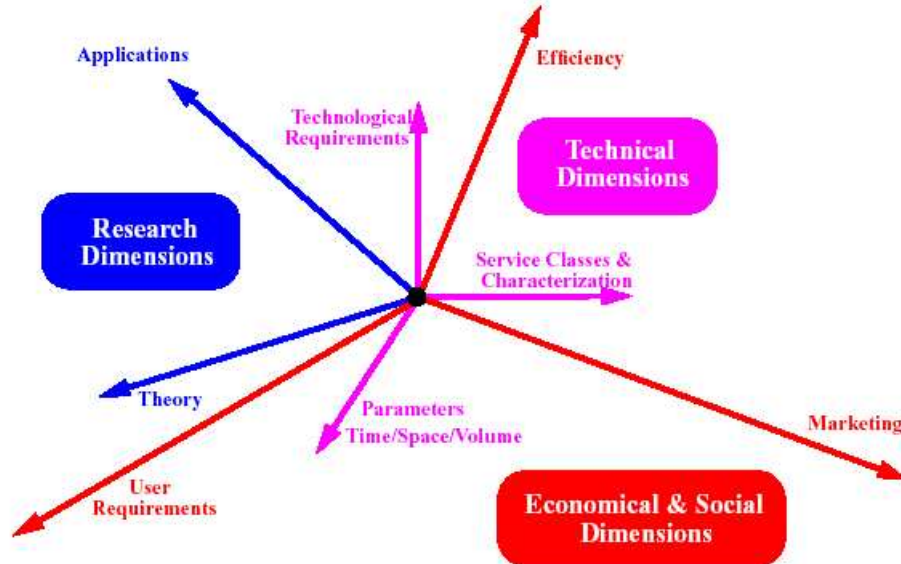 Applications
Efficiency
Technological
Requirements
Technical
Dimensions
Research
Dimensions
Service Classes &
Characterization
Theory
Parameters
Time/Space/Volume
Marketing
User
Requirements
Economical & Social
Dimensions